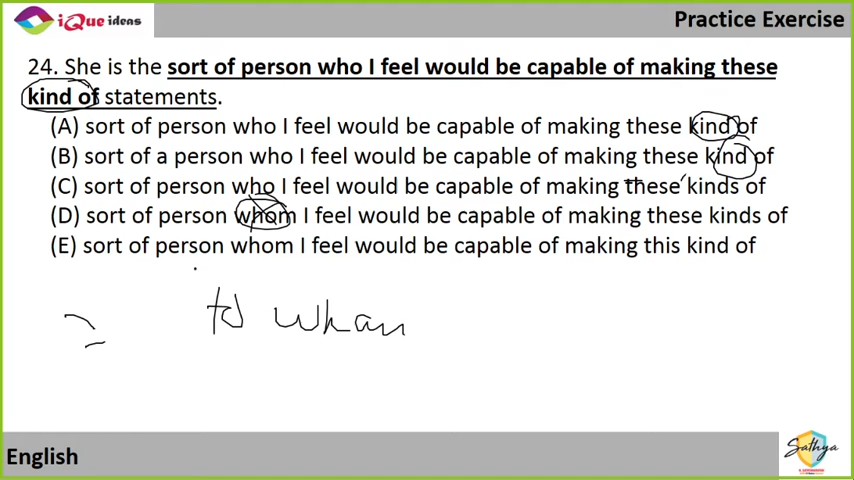 iQue ideas
Practice Exercise
24. She is the sort of person who I feel would be capable of making these
kind of statements.
(A) sort of person who I feel would be capable of making these kind of
(B) sort of a person who I feel would be capable of making these kind of
(C) sort of person who I feel would be capable of making these kinds of
(D) sort of person whom I feel would be capable of making these kinds of
(E) sort of person whom I feel would be capable of making this kind of
to whom
English
Sathya